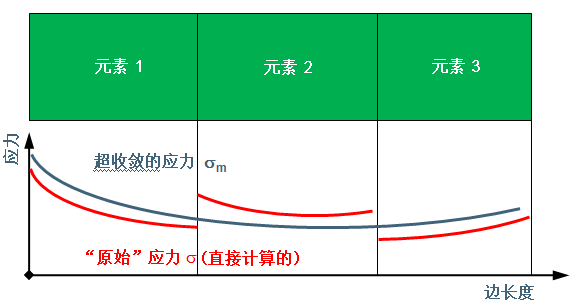 元素 1 元素 2 元素 3
应力
超收敛的应力 σm
“原始”应力 σ (直接计算的)
边长度